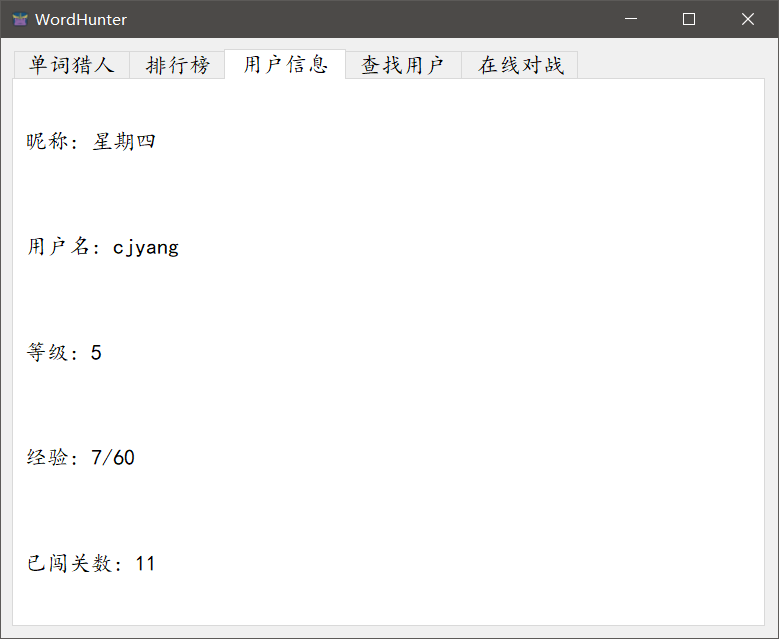 WordHunter
单词猎人 排行榜 用户信息 查找用户 在线对战
昵称: 星期四
用户名: cjyang
等级: 5
经验: 7/60
已闯关数: 11